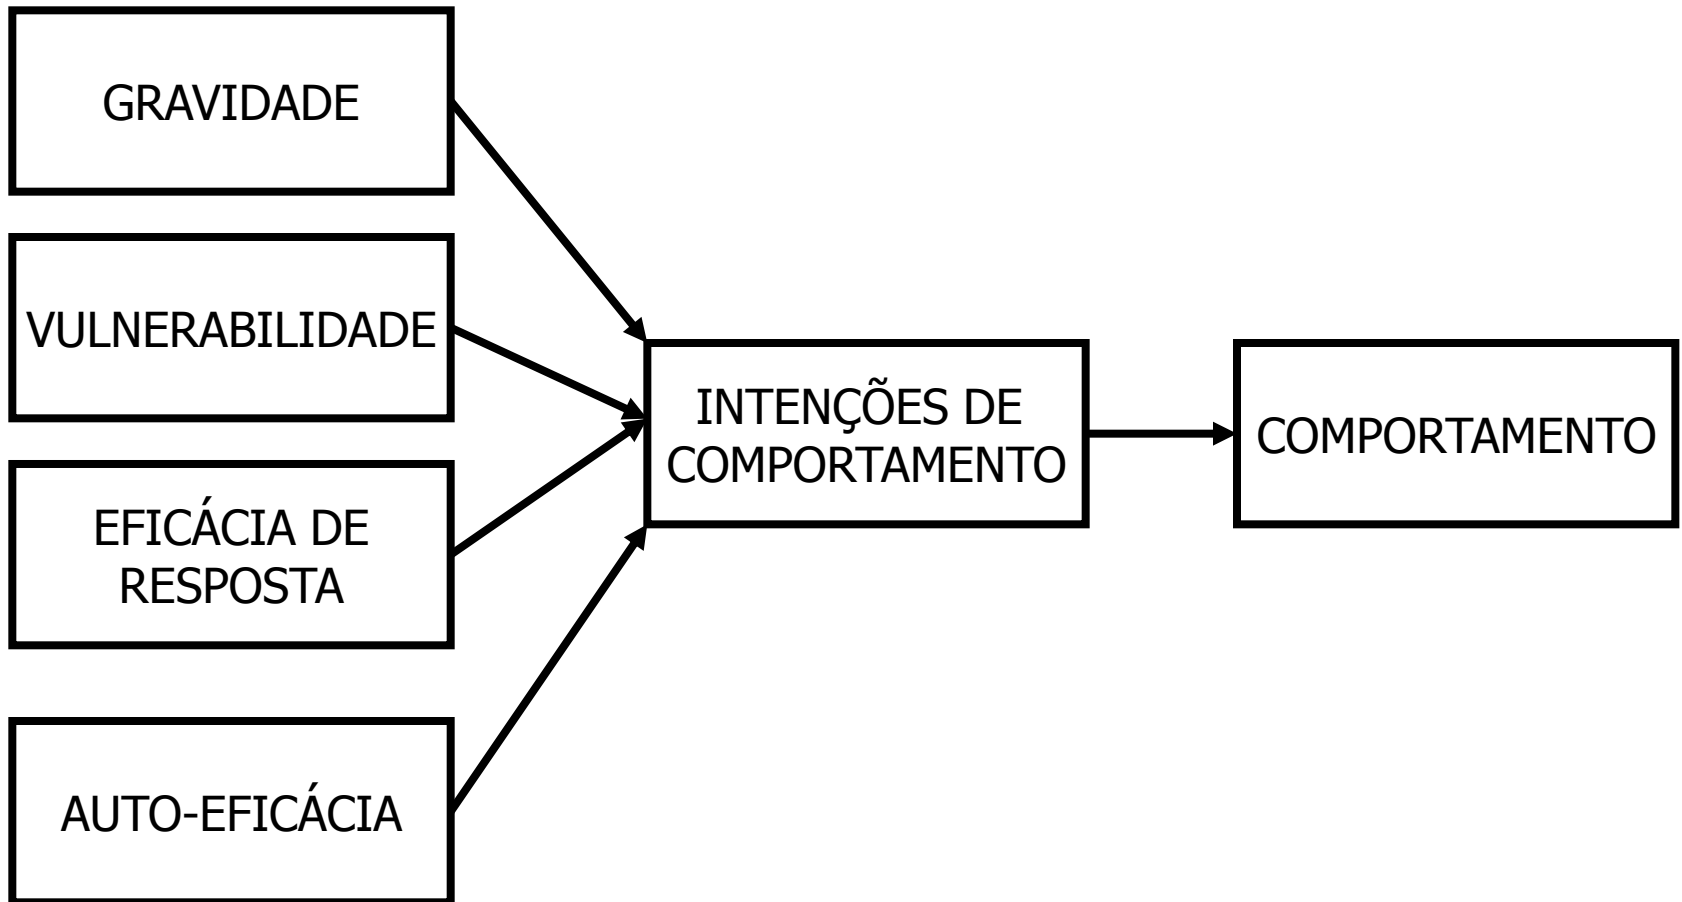 GRAVIDADE
VULNERABILIDADE
EFICÁCIA DE
RESPOSTA
AUTO-EFICÁCIA
INTENÇÕES DE
COMPORTAMENTO
COMPORTAMENTO